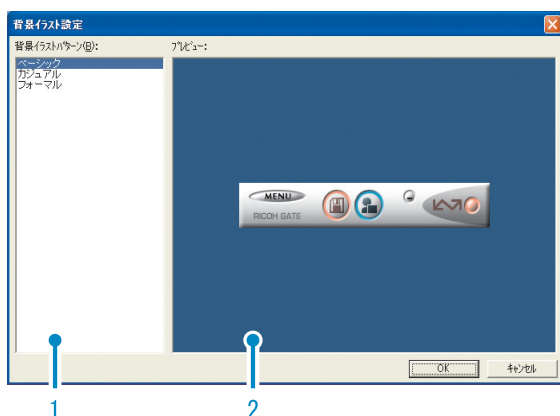 背景イラスト設定
背景イラストパターン(B):
プレビュー:
ベーシック
カジュアル
フォーマル
MENU
RICOH GATE
OK
キャンセル
1
2